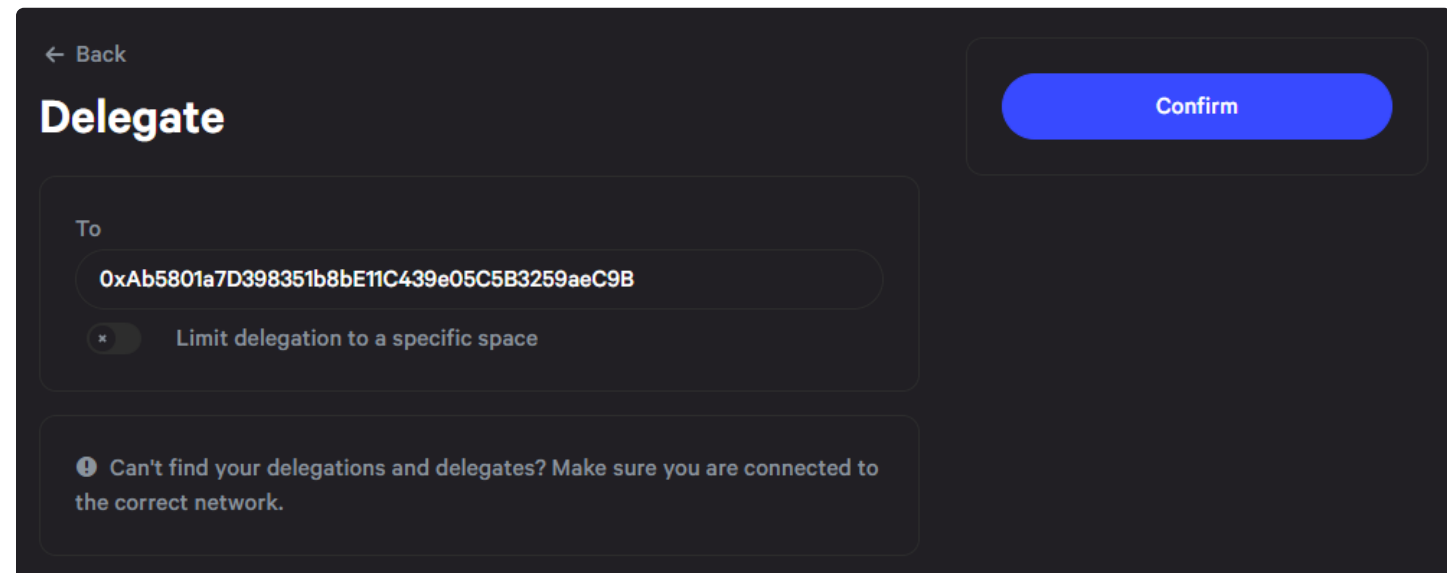 ← Back
Confirm
Delegate
To
0xAb5801a7D398351b8bE11C439e05C5B3259aeC9B
Limit delegation to a specific space
Can't find your delegations and delegates? Make sure you are connected to
the correct network.